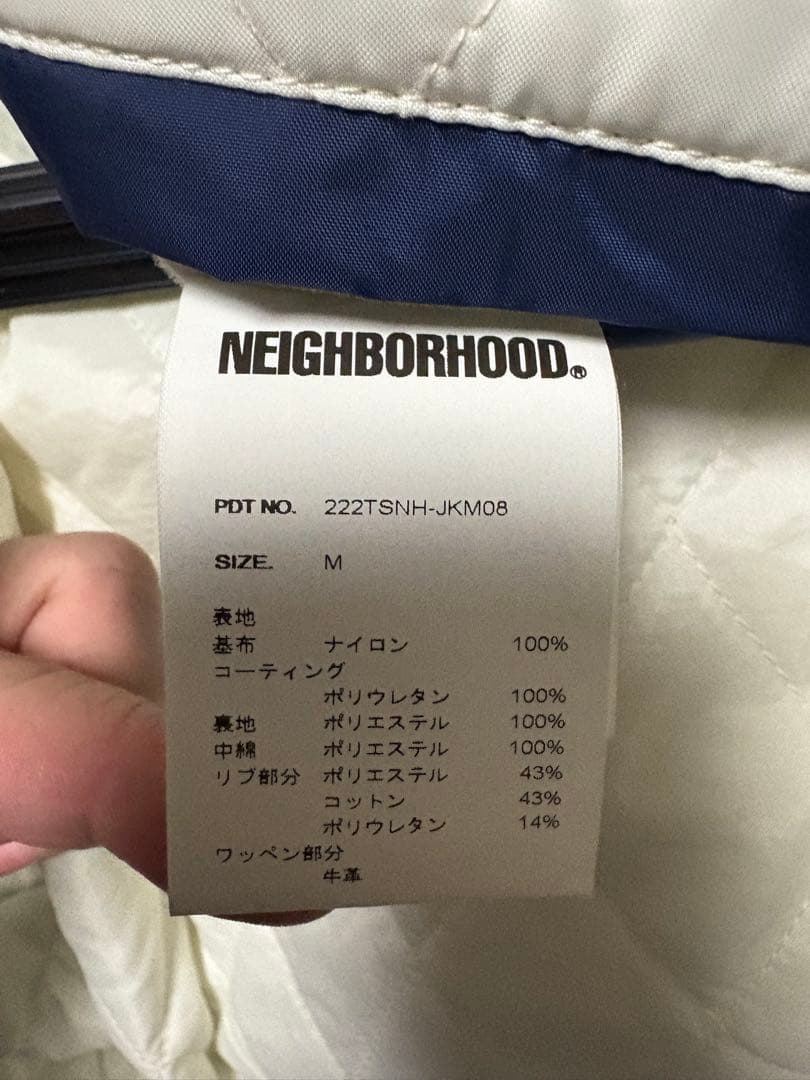 NEIGHBORHOOD®
PDT NO. 222TSNH-JKM08
SIZE. M
表地
基布 ナイロン 100%
コーティング
ポリウレタン 100%
裏地 ポリエステル 100%
中綿 ポリエステル 100%
リブ部分 ポリエステル 43%
コットン 43%
ポリウレタン 14%
ワッペン部分
牛革